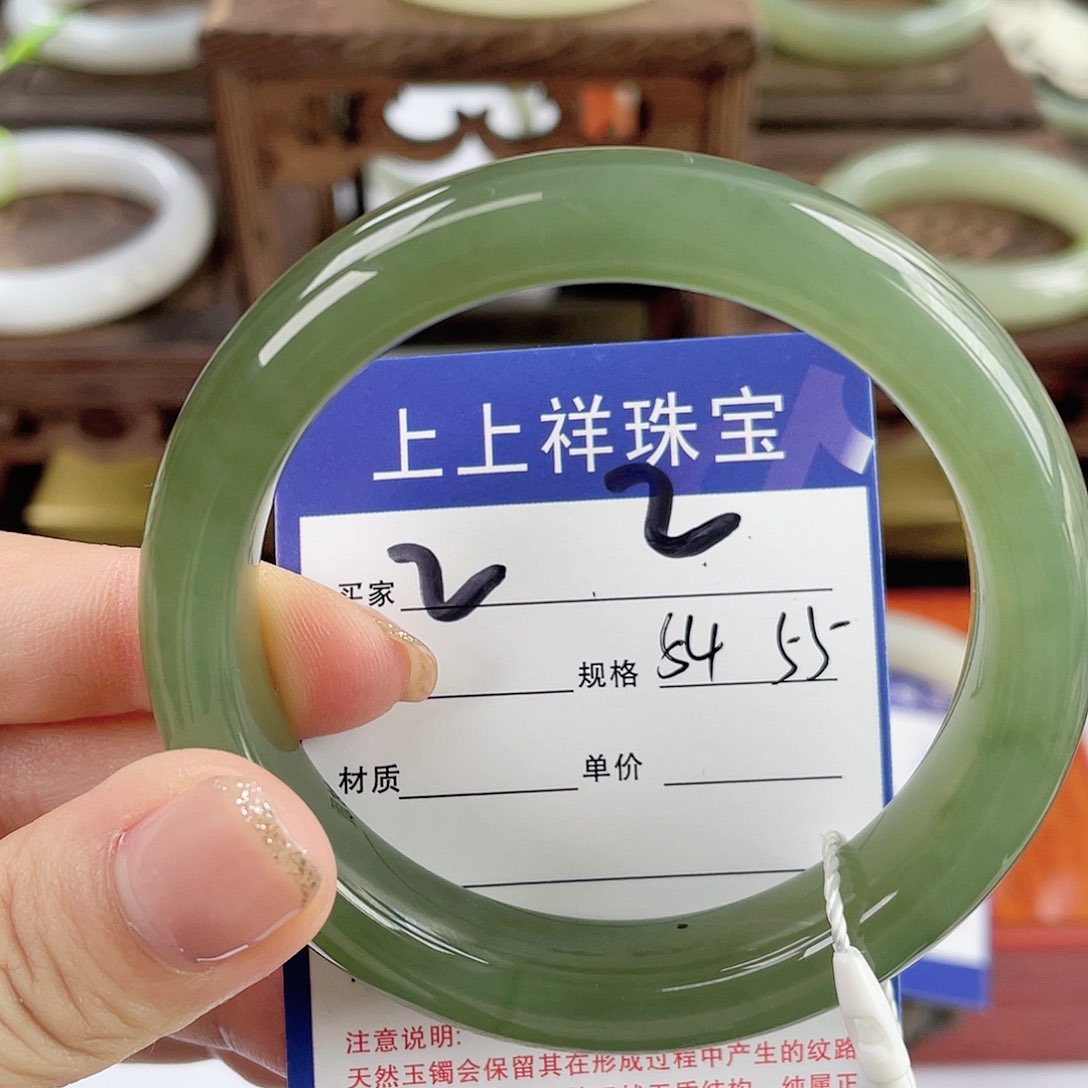 上上祥珠宝
2
买家 2
规格 54 55
材质 单价
注意说明:
天然玉镯会保留其在形成过程中产生的纹路